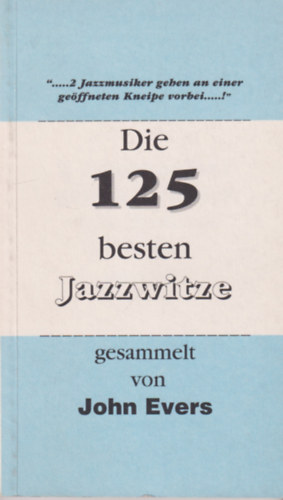 “.....2 Jazzmusiker gehen an einer
geöffneten Kneipe vorbei.....!”
Die
125
besten
Jazzwitze
gesammelt
von
John Evers